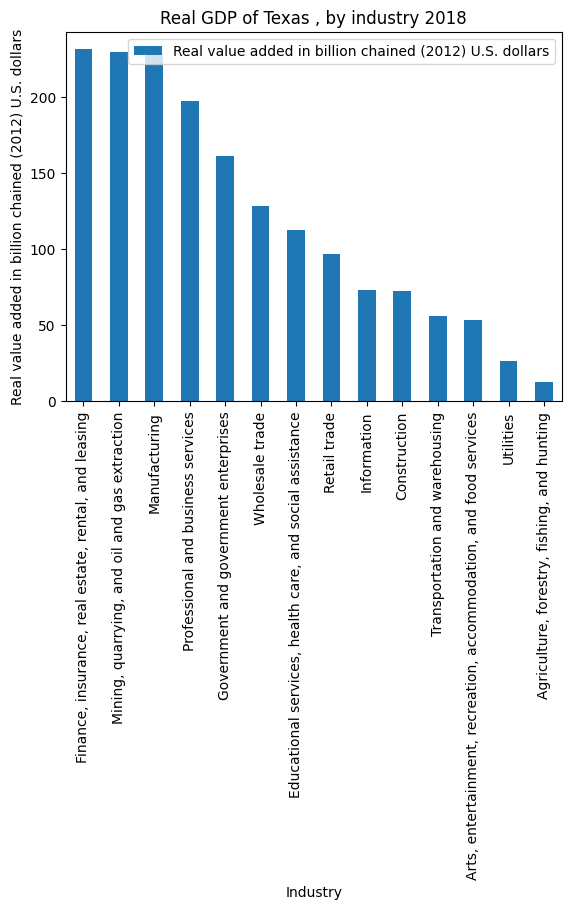 Real GDP of Texas , by industry 2018
Real value added in billion chained (2012) U.S. dollars
Real value added in billion chained (2012) U.S. dollars
200
150
100
50
0
Finance, insurance, real estate, rental, and leasing
Mining, quarrying, and oil and gas extraction
Manufacturing
Professional and business services
Government and government enterprises
Wholesale trade
Educational services, health care, and social assistance
Retail trade
Information
Construction
Transportation and warehousing
Arts, entertainment, recreation, accommodation, and food services
Utilities
Agriculture, forestry, fishing, and hunting
Industry